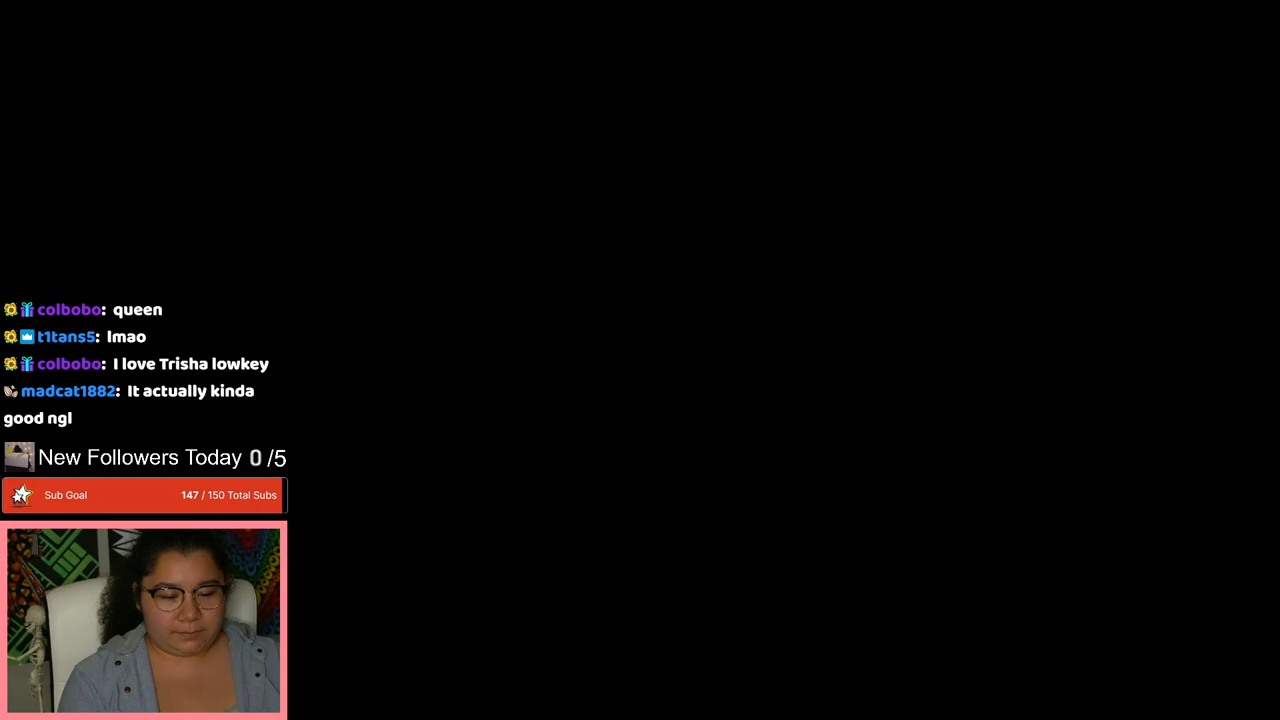 colbobo: queen
t1tans5: lmao
colbobo: I love Trisha lowkey
madcat1882: It actually kinda
good ngl
New Followers Today 0 /5
Sub Goal 147 / 150 Total Subs